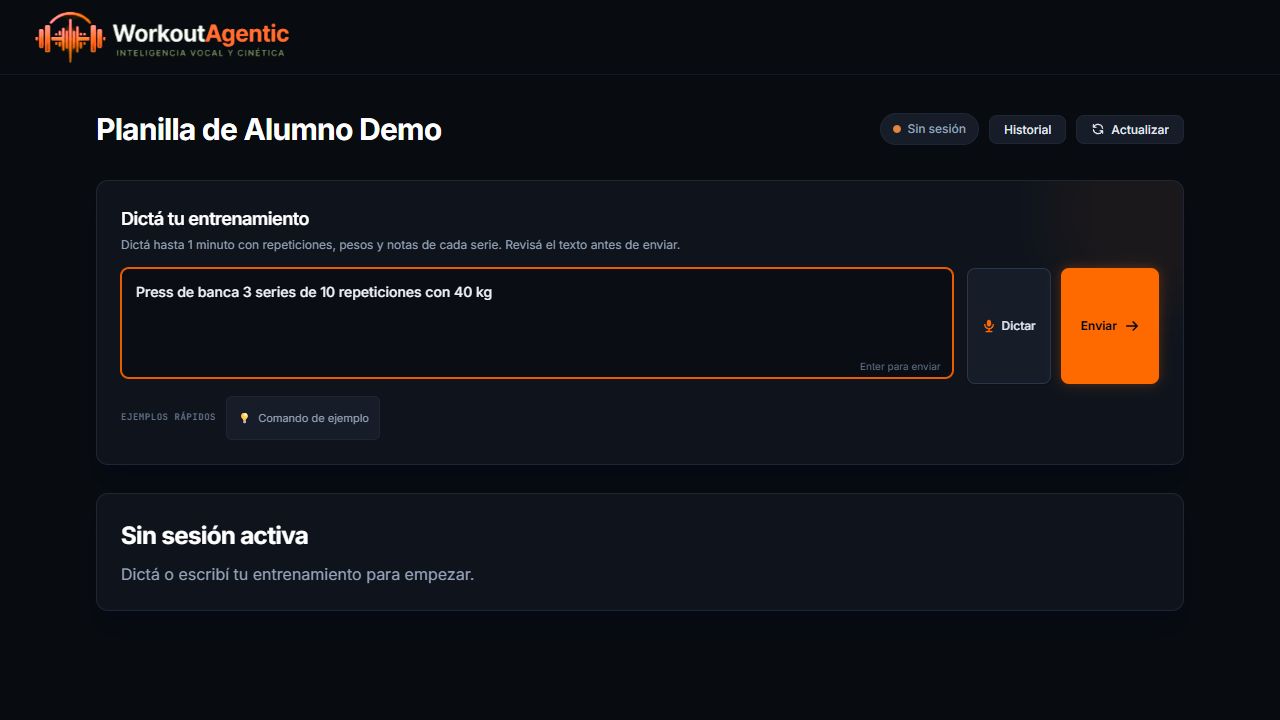 WorkoutAgentic
INTELIGENCIA VOCAL Y CINÉTICA
Planilla de Alumno Demo
Sin sesión
Historial
Actualizar
Dictá tu entrenamiento
Dictá hasta 1 minuto con repeticiones, pesos y notas de cada serie. Revisá el texto antes de enviar.
Press de banca 3 series de 10 repeticiones con 40 kg
Enter para enviar
Dictar
Enviar →
EJEMPLOS RÁPIDOS
Comando de ejemplo
Sin sesión activa
Dictá o escribí tu entrenamiento para empezar.